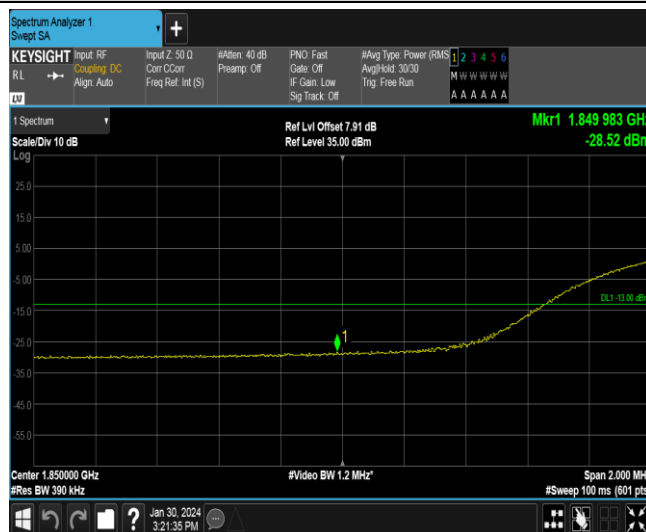 Spectrum Analyzer 1
Swept SA
KEYSIGHT
RL
LXI
Input: RF
Coupling: DC
Align: Auto
Input Z: 50 Ω
Corr CCorr
Freq Ref: Int (S)
#Atten: 40 dB
Preamp: Off
PNO: Fast
Gate: Off
IF Gain: Low
Sig Track: Off
#Avg Type: Power (RMS
Avg|Hold: 30/30
Trig: Free Run
1 2 3 4 5 6
M W W W W W
A A A A A A
1 Spectrum
Scale/Div 10 dB
Ref Lvl Offset 7.91 dB
Ref Level 35.00 dBm
Mkr1 1.849 983 GHz
-28.52 dBm
Log
25.0
15.0
5.00
-5.00
DL1 -13.00 dBm
-15.0
1
-25.0
-35.0
-45.0
-55.0
Center 1.850000 GHz
#Video BW 1.2 MHz*
Span 2.000 MH
#Res BW 390 kHz
#Sweep 100 ms (601 pts
?
Jan 30, 2024
3:21:35 PM